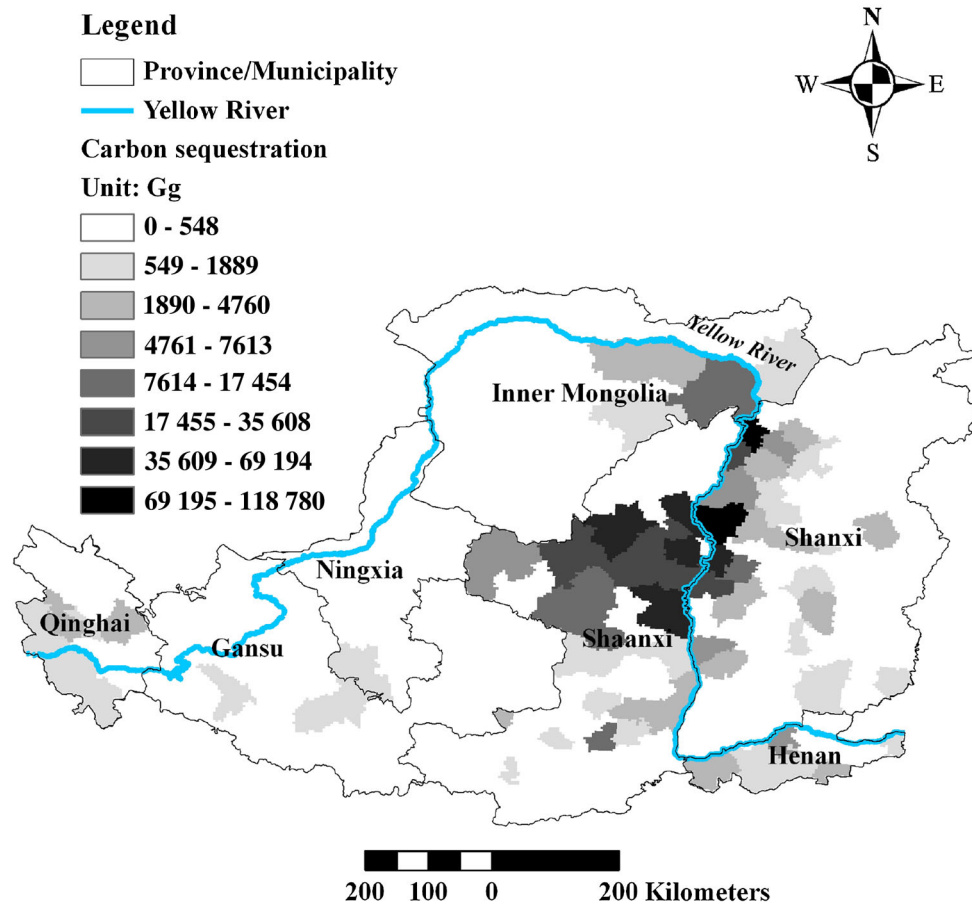 Legend
Province/Municipality
Yellow River
Carbon sequestration
Unit: Gg
0 - 548
549 - 1889
1890 - 4760
4761 - 7613
7614 - 17 454
17 455 - 35 608
35 609 - 69 194
69 195 - 118 780
N
W E
S
Yellow River
Inner Mongolia
Shanxi
Ningxia
Qinghai
Gansu
Shaanxi
Henan
200 100 0 200 Kilometers